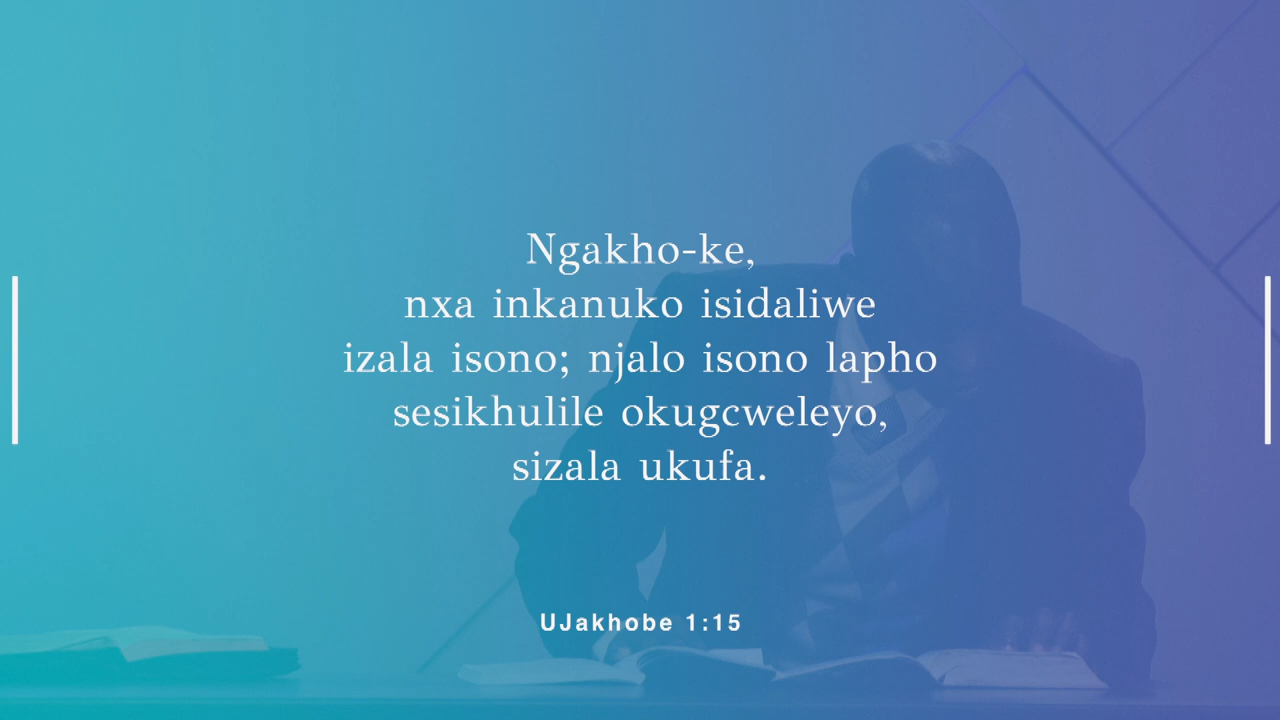 Ngakho-ke,
nxa inkanuko isidaliwe
izala isono; njalo isono lapho
sesikhulile okugcweleyo,
sizala ukufa.
UJakhobe 1:15